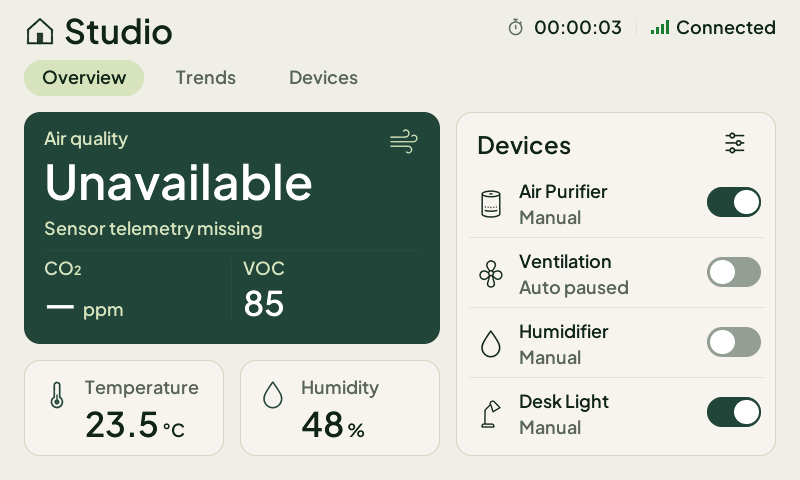 Studio
00:00:03
Connected
Overview
Trends
Devices
Air quality
Unavailable
Sensor telemetry missing
CO₂
— ppm
VOC
85
Temperature
23.5 °C
Humidity
48 %
Devices
Air Purifier
Manual
Ventilation
Auto paused
Humidifier
Manual
Desk Light
Manual